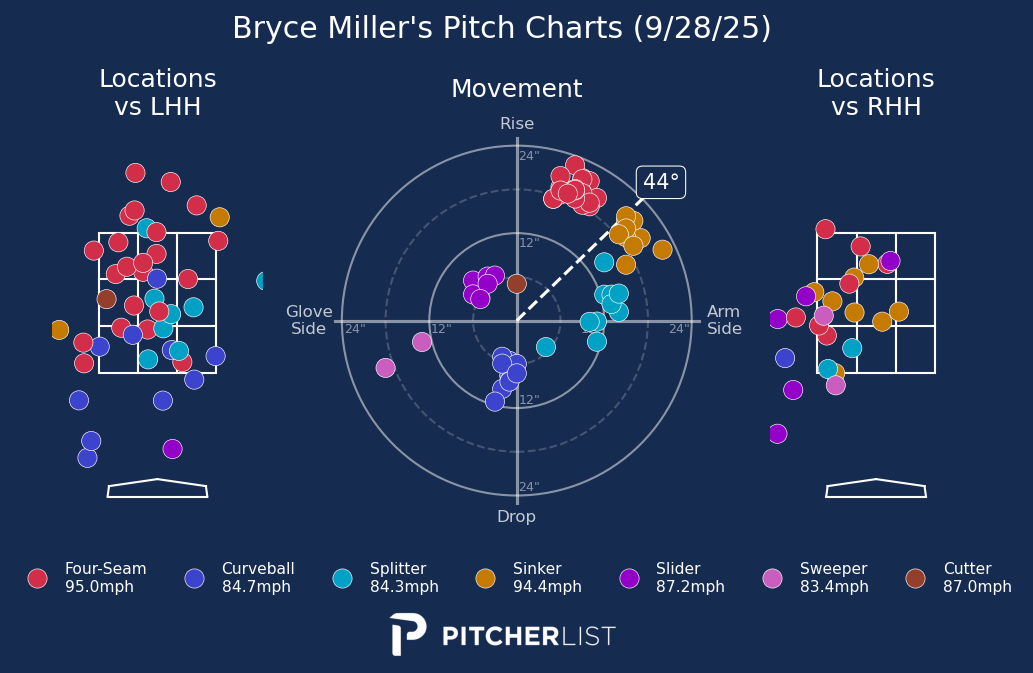 Bryce Miller's Pitch Charts (9/28/25)
Locations
vs LHH
Movement
Locations
vs RHH
Rise
24"
44°
12"
Glove
Side
24"
12"
24"
Arm
Side
12"
24"
Drop
Four-Seam
95.0mph
Curveball
84.7mph
Splitter
84.3mph
Sinker
94.4mph
Slider
87.2mph
Sweeper
83.4mph
Cutter
87.0mph
PITCHERLIST